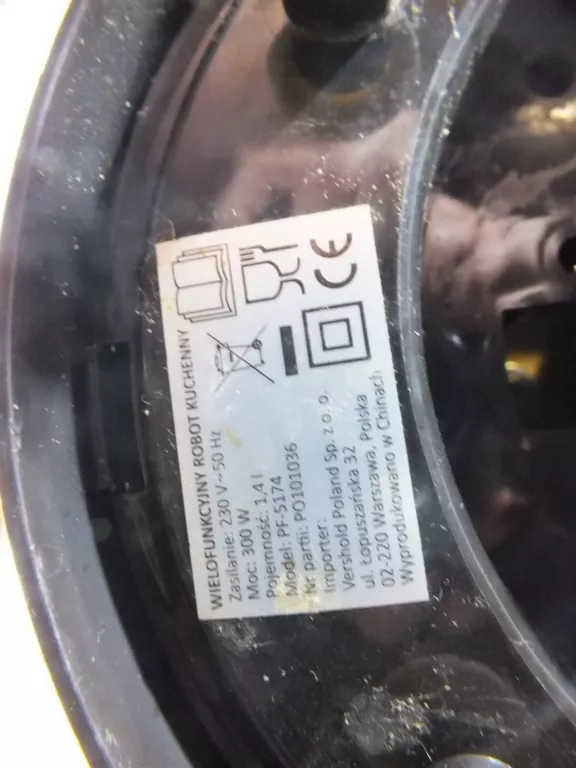 CE
WIELOFUNKCYJNY ROBOT KUCHENNY
Zasilanie: 230 V~50 Hz
Moc: 300 W
Pojemność: 1,4 l
Model: PF-5174
Nr partii: PO101036
Importer:
Vershold Poland Sp. z o. o.
ul. Łopuszańska 32
02-220 Warszawa, Polska
Wyprodukowano w Chinach